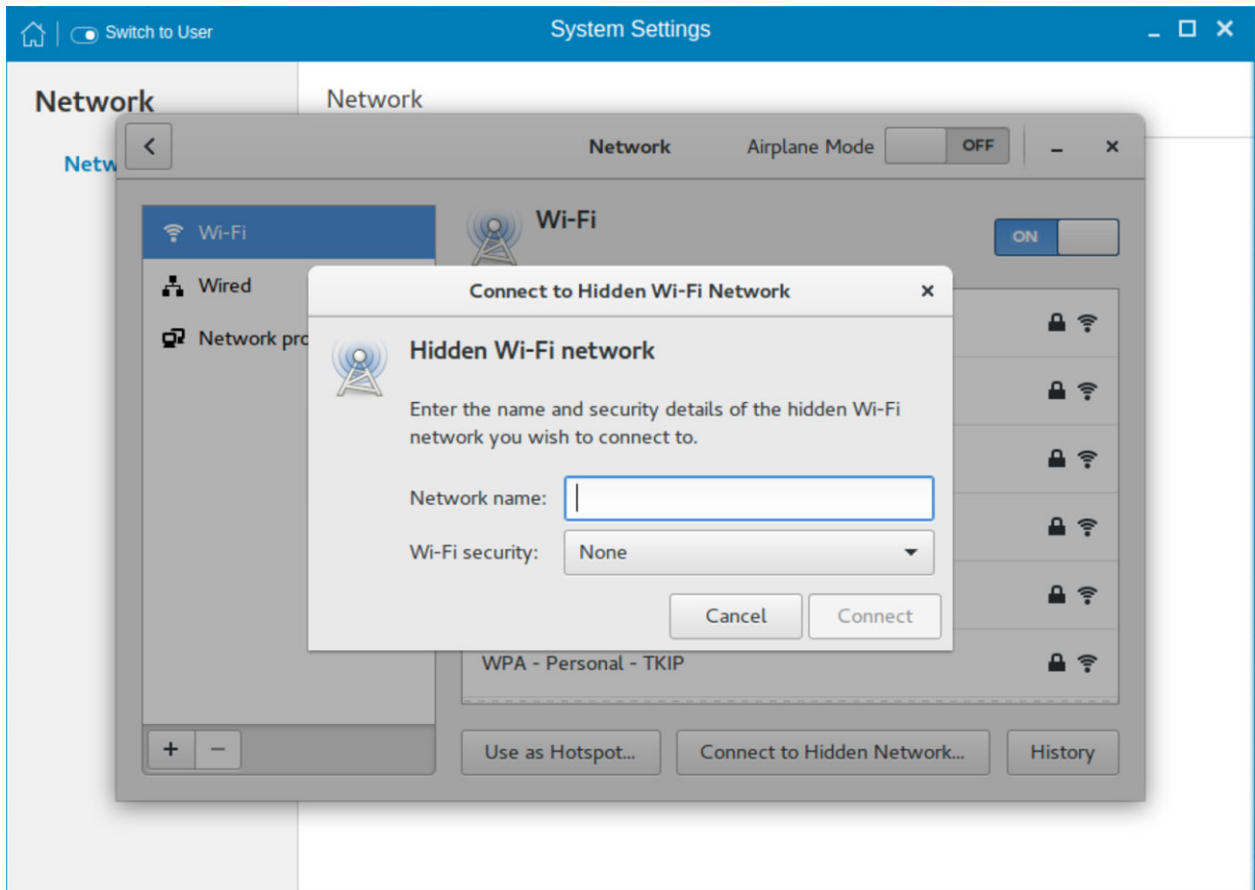 Switch to User
System Settings
Network
Network
Netw
Network
Airplane Mode
OFF
Wi-Fi
Wi-Fi
ON
Wired
Network pro
Connect to Hidden Wi-Fi Network
Hidden Wi-Fi network
Enter the name and security details of the hidden Wi-Fi
network you wish to connect to.
Network name:
Wi-Fi security:
None
Cancel
Connect
WPA - Personal - TKIP
Use as Hotspot...
Connect to Hidden Network...
History